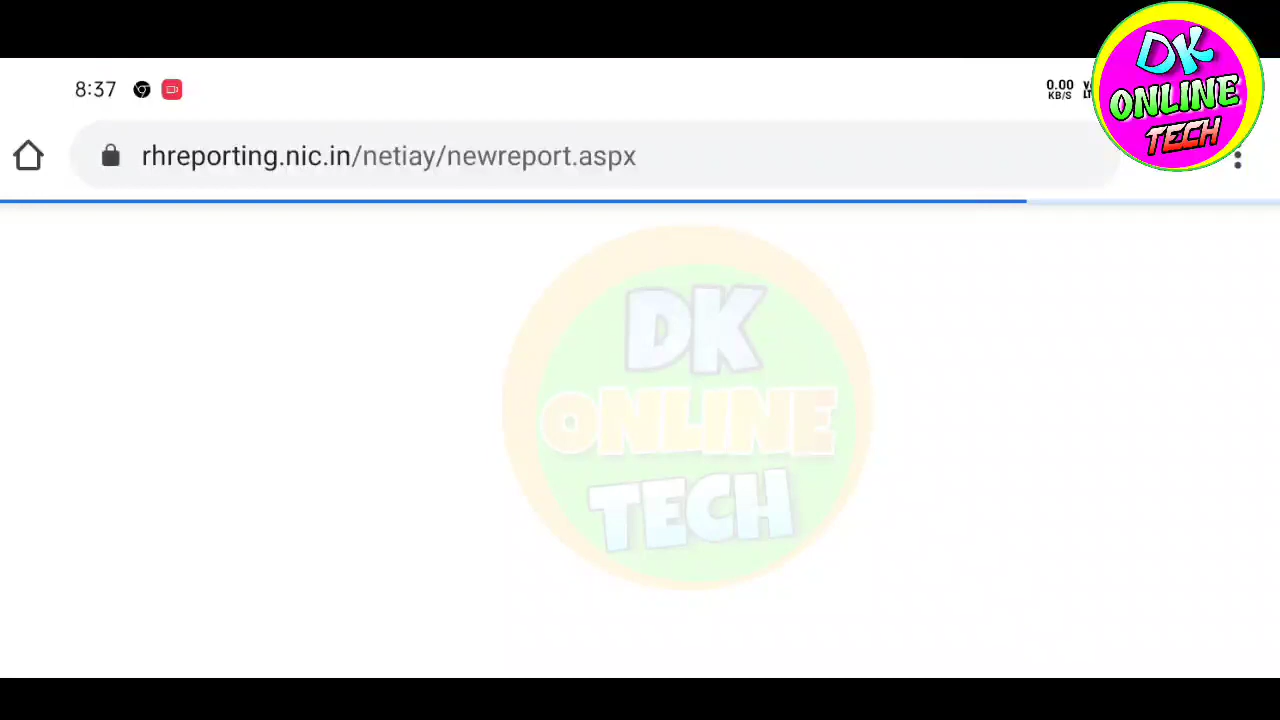 8:37
0.00
KB/S
rhreporting.nic.in/netiay/newreport.aspx
DK
ONLINE
TECH
DK
ONLINE
TECH